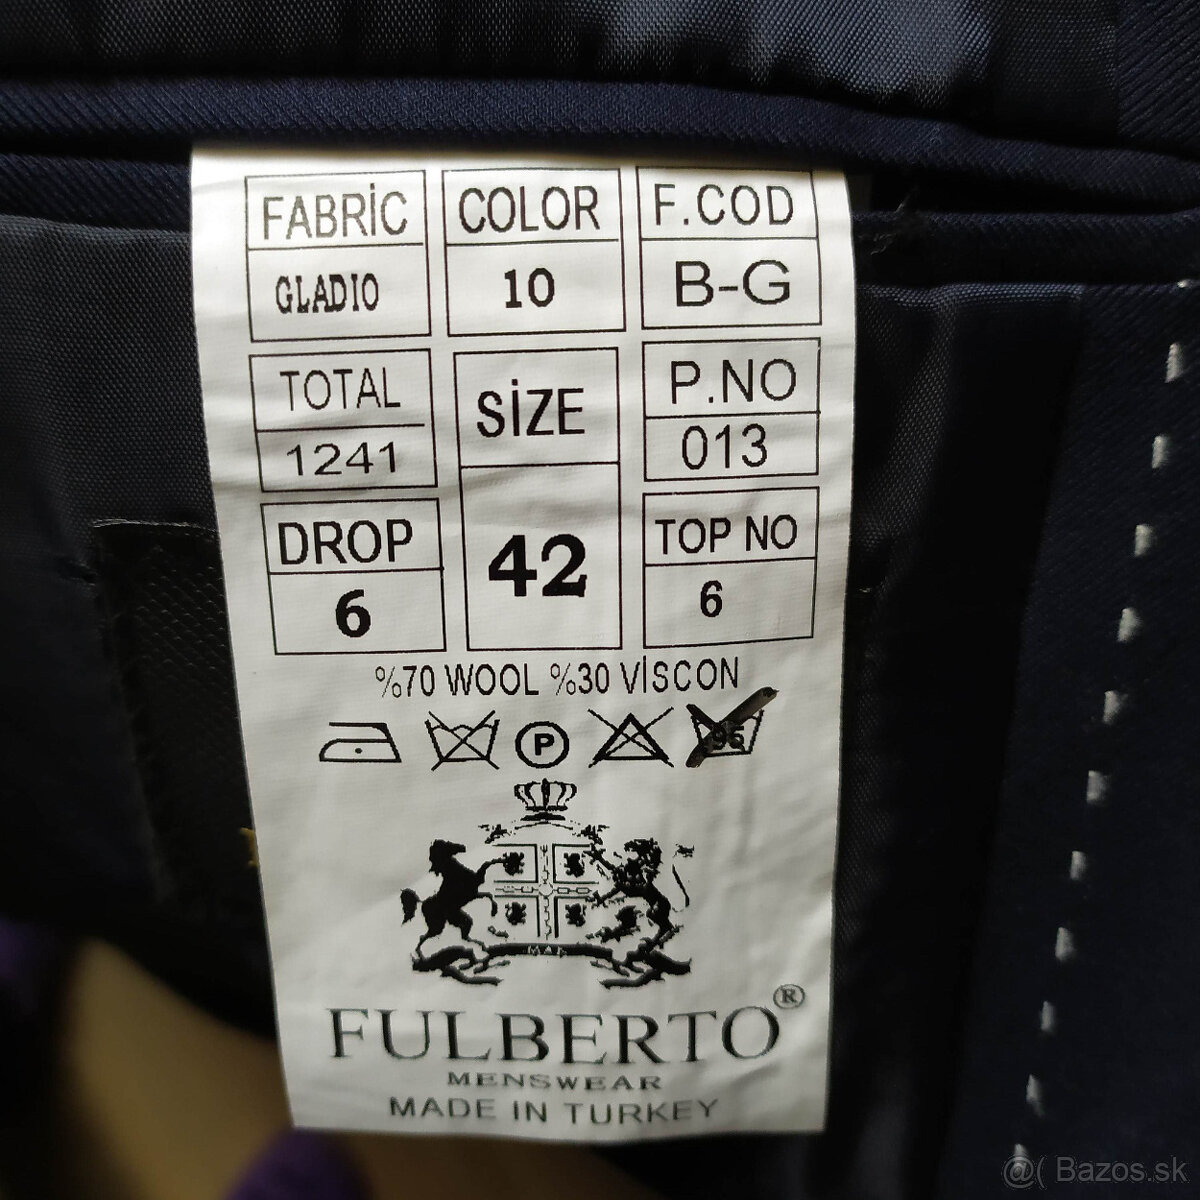 FABRİC COLOR F.COD
GLADIO 10 B-G
TOTAL SİZE P.NO
1241 42 013
DROP TOP NO
6 6
%70 WOOL %30 VİSCON
P 95
FULBERTO®
MENSWEAR
MADE IN TURKEY
@( Bazos.sk